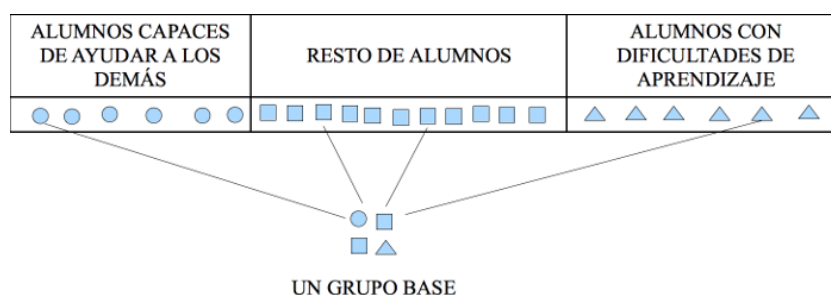 ALUMNOS CAPACES
DE AYUDAR A LOS
DEMÁS
RESTO DE ALUMNOS
ALUMNOS CON
DIFICULTADES DE
APRENDIZAJE
UN GRUPO BASE